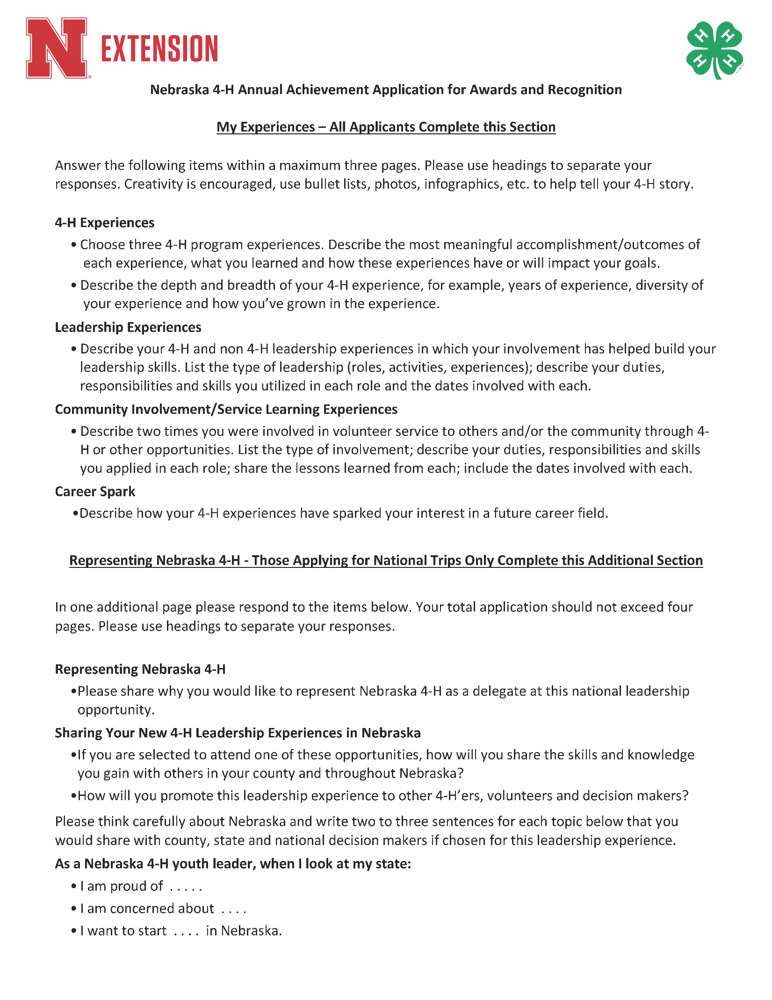 N® EXTENSION
H H H H
Nebraska 4-H Annual Achievement Application for Awards and Recognition
My Experiences – All Applicants Complete this Section
Answer the following items within a maximum three pages. Please use headings to separate your
responses. Creativity is encouraged, use bullet lists, photos, infographics, etc. to help tell your 4-H story.
4-H Experiences
• Choose three 4-H program experiences. Describe the most meaningful accomplishment/outcomes of
each experience, what you learned and how these experiences have or will impact your goals.
• Describe the depth and breadth of your 4-H experience, for example, years of experience, diversity of
your experience and how you’ve grown in the experience.
Leadership Experiences
• Describe your 4-H and non 4-H leadership experiences in which your involvement has helped build your
leadership skills. List the type of leadership (roles, activities, experiences); describe your duties,
responsibilities and skills you utilized in each role and the dates involved with each.
Community Involvement/Service Learning Experiences
• Describe two times you were involved in volunteer service to others and/or the community through 4-
H or other opportunities. List the type of involvement; describe your duties, responsibilities and skills
you applied in each role; share the lessons learned from each; include the dates involved with each.
Career Spark
•Describe how your 4-H experiences have sparked your interest in a future career field.
Representing Nebraska 4-H - Those Applying for National Trips Only Complete this Additional Section
In one additional page please respond to the items below. Your total application should not exceed four
pages. Please use headings to separate your responses.
Representing Nebraska 4-H
•Please share why you would like to represent Nebraska 4-H as a delegate at this national leadership
opportunity.
Sharing Your New 4-H Leadership Experiences in Nebraska
•If you are selected to attend one of these opportunities, how will you share the skills and knowledge
you gain with others in your county and throughout Nebraska?
•How will you promote this leadership experience to other 4-H’ers, volunteers and decision makers?
Please think carefully about Nebraska and write two to three sentences for each topic below that you
would share with county, state and national decision makers if chosen for this leadership experience.
As a Nebraska 4-H youth leader, when I look at my state:
• I am proud of . . . . .
• I am concerned about . . . .
• I want to start . . . . in Nebraska.